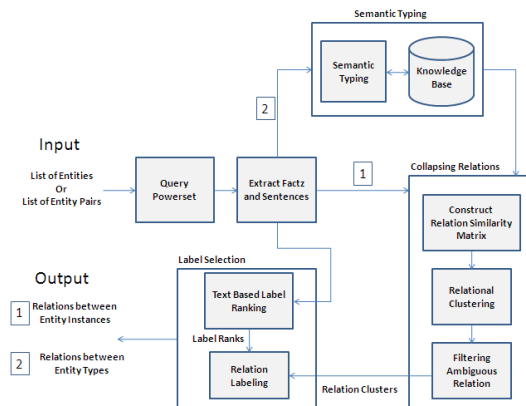 Semantic Typing
Semantic
Typing
Knowledge
Base
2
Input
List of Entities
Or
List of Entity Pairs
Query
Powerset
Extract Factz
and Sentences
1
Collapsing Relations
Construct
Relation Similarity
Matrix
Relational
Clustering
Filtering
Ambiguous
Relation
Label Selection
Text Based Label
Ranking
Label Ranks
Relation
Labeling
Relation Clusters
Output
1 Relations between
Entity Instances
2 Relations between
Entity Types